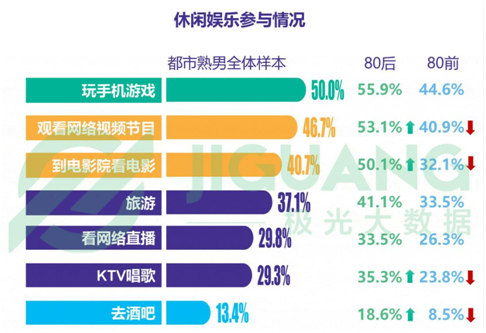 休闲娱乐参与情况
都市熟男全体样本 80后 80前
玩手机游戏 50.0% 55.9% 44.6%
观看网络视频节目 46.7% 53.1% 40.9%
到电影院看电影 40.7% 50.1% 32.1%
旅游 37.1% 41.1% 33.5%
看网络直播 29.8% 33.5% 26.3%
KTV唱歌 29.3% 35.3% 23.8%
去酒吧 13.4% 18.6% 8.5%
JIGUANG
极光大数据